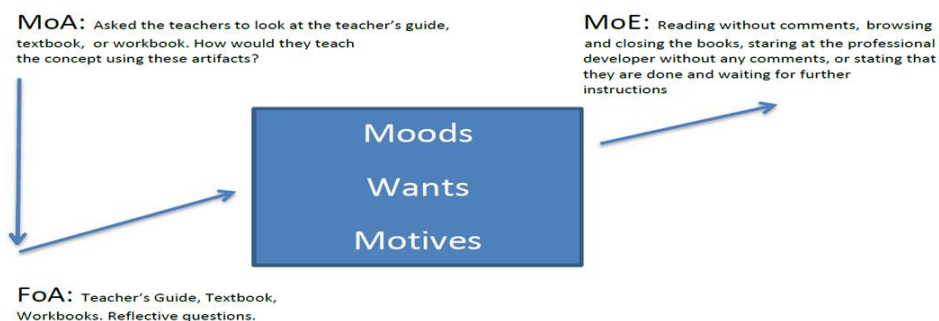 MoA: Asked the teachers to look at the teacher's guide,
textbook, or workbook. How would they teach
the concept using these artifacts?
MoE: Reading without comments, browsing
and closing the books, staring at the professional
developer without any comments, or stating that
they are done and waiting for further
instructions
Moods
Wants
Motives
FoA: Teacher's Guide, Textbook,
Workbooks. Reflective questions.